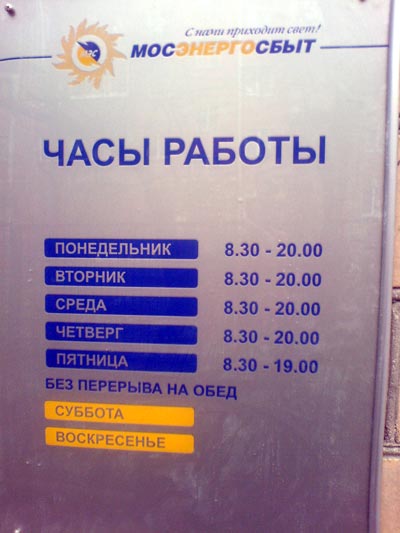 С нами приходит свет!
МОСЭНЕРГОСБЫТ
ЧАСЫ РАБОТЫ
ПОНЕДЕЛЬНИК 8.30 - 20.00
ВТОРНИК 8.30 - 20.00
СРЕДА 8.30 - 20.00
ЧЕТВЕРГ 8.30 - 20.00
ПЯТНИЦА 8.30 - 19.00
БЕЗ ПЕРЕРЫВА НА ОБЕД
СУББОТА
ВОСКРЕСЕНЬЕ